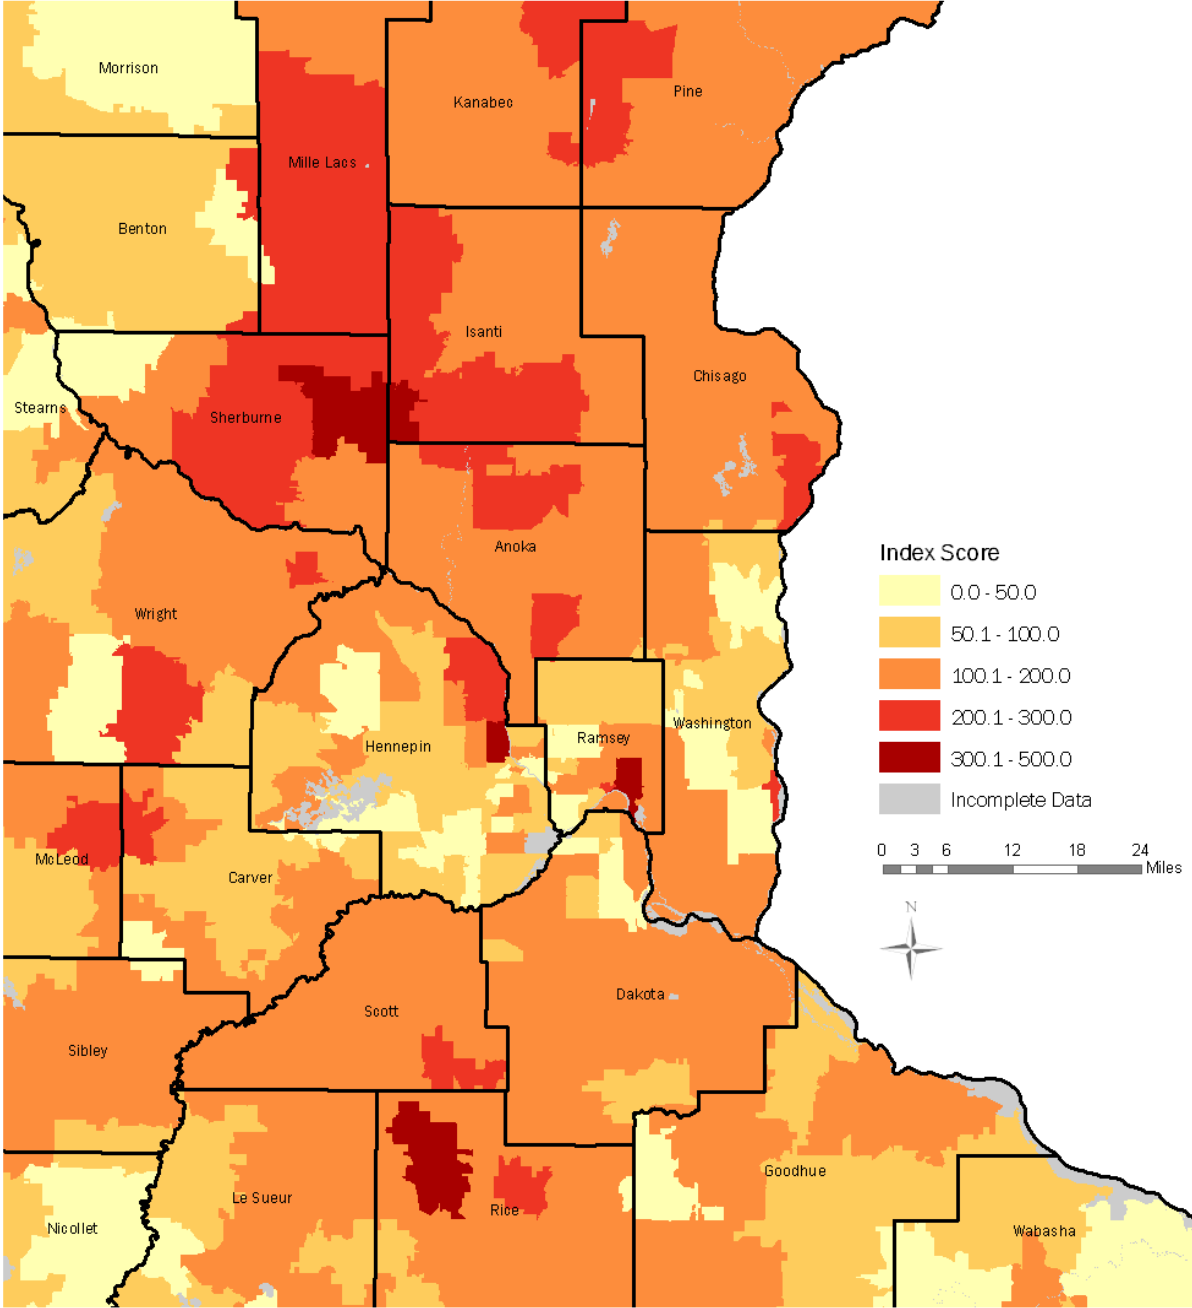 Morrison
Kanabec
Pine
Mille Lacs
Benton
Isanti
Chisago
Stearns
Sherburne
Anoka
Index Score
0.0 - 50.0
50.1 - 100.0
100.1 - 200.0
200.1 - 300.0
300.1 - 500.0
Incomplete Data
Wright
Washington
Ramsey
Hennepin
0 3 6 12 18 24
Miles
McLeod
Carver
N
Dakota
Scott
Sibley
Goodhue
Le Sueur
Rice
Nicollet
Wabasha